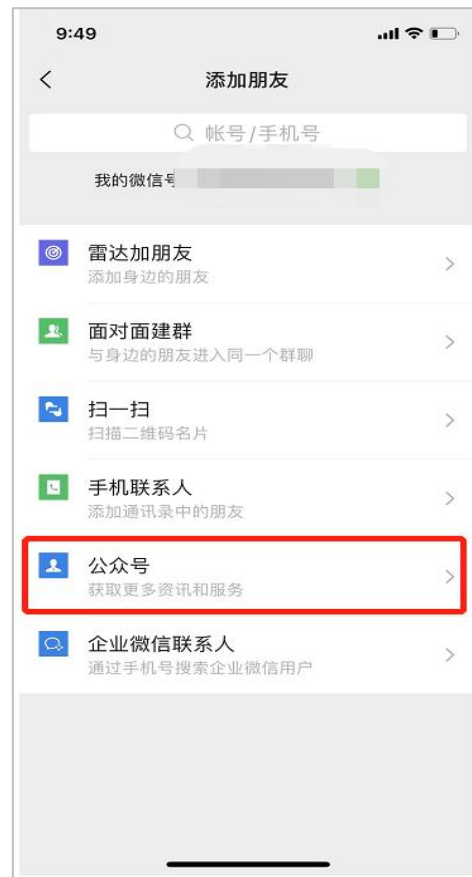 9:49
添加朋友
帐号/手机号
我的微信号
雷达加朋友
添加身边的朋友
面对面建群
与身边的朋友进入同一个群聊
扫一扫
扫描二维码名片
手机联系人
添加通讯录中的朋友
公众号
获取更多资讯和服务
企业微信联系人
通过手机号搜索企业微信用户